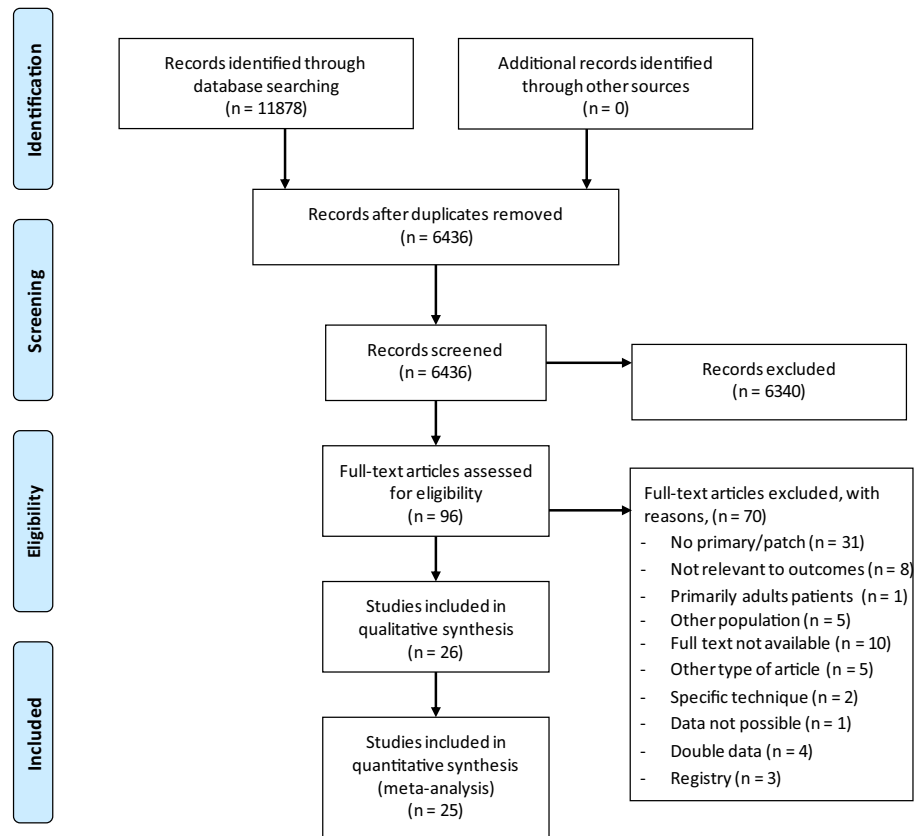 Identification
Records identified through
database searching
(n = 11878)
Additional records identified
through other sources
(n = 0)
Records after duplicates removed
(n = 6436)
Screening
Records screened
(n = 6436)
Records excluded
(n = 6340)
Eligibility
Full-text articles assessed
for eligibility
(n = 96)
Full-text articles excluded, with
reasons, (n = 70)
- No primary/patch (n = 31)
- Not relevant to outcomes (n = 8)
- Primarily adults patients (n = 1)
- Other population (n = 5)
- Full text not available (n = 10)
- Other type of article (n = 5)
- Specific technique (n = 2)
- Data not possible (n = 1)
- Double data (n = 4)
- Registry (n = 3)
Studies included in
qualitative synthesis
(n = 26)
Included
Studies included in
quantitative synthesis
(meta-analysis)
(n = 25)